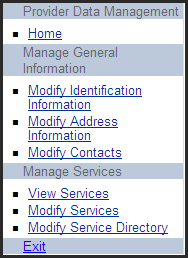 Provider Data Management
Home
Manage General
Information
Modify Identification
Information
Modify Address
Information
Modify Contacts
Manage Services
View Services
Modify Services
Modify Service Directory
Exit